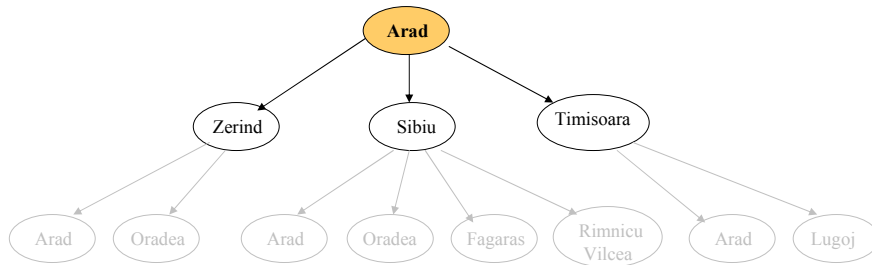 Arad
Zerind
Sibiu
Timisoara
Arad
Oradea
Arad
Oradea
Fagaras
Rimnicu
Vilcea
Arad
Lugoj